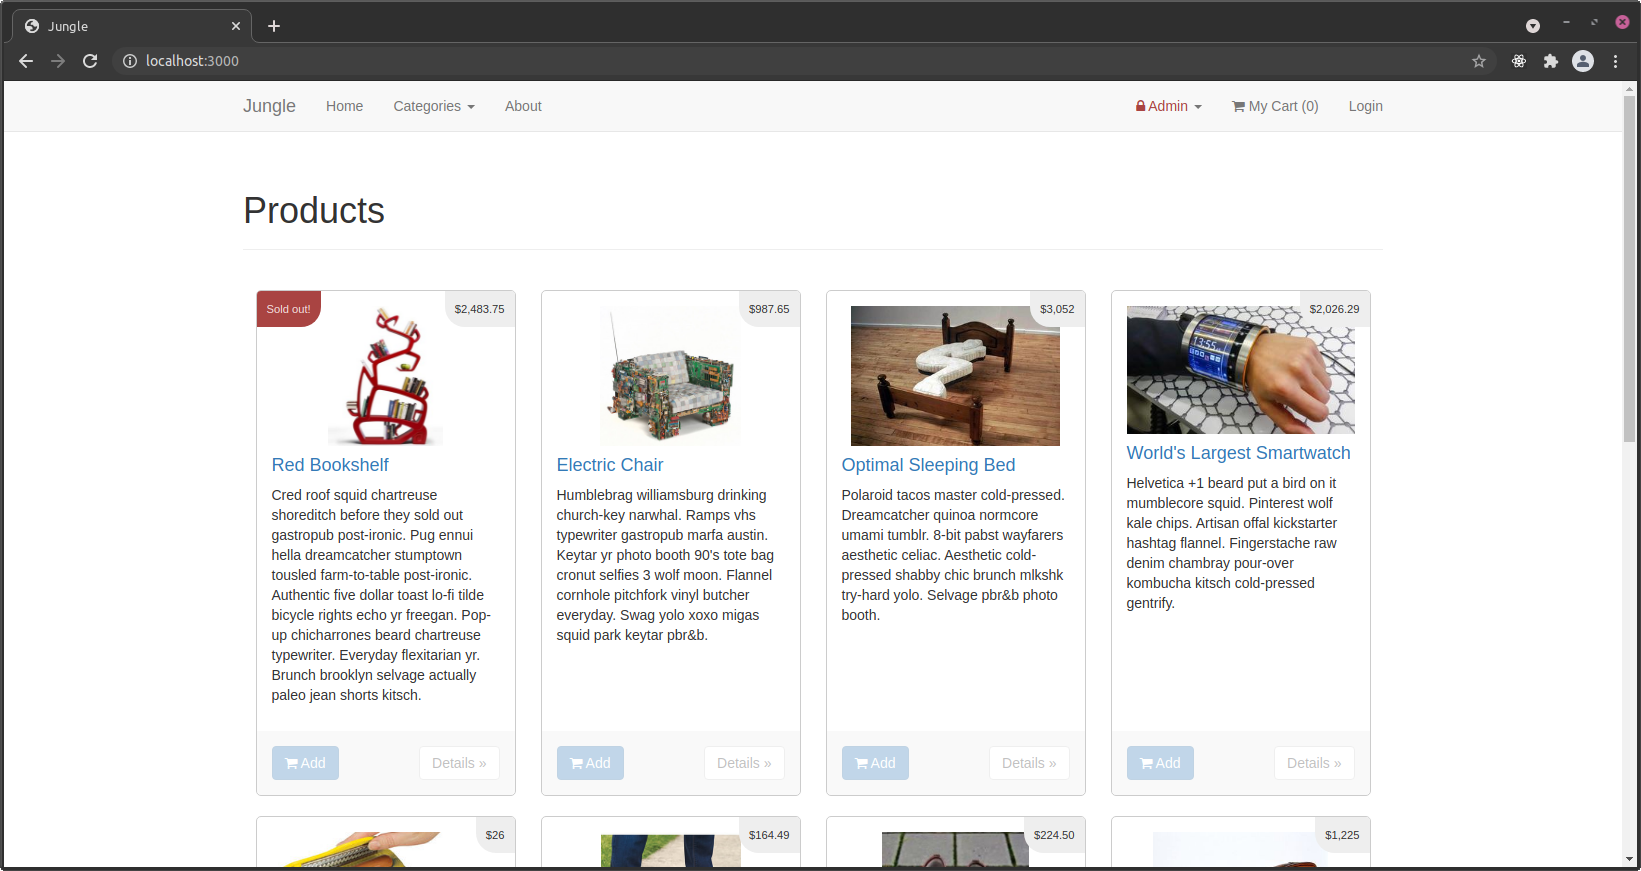 Jungle
localhost:3000
Jungle Home Categories About Admin My Cart (0) Login
Products
Sold out!
$2,483.75
Red Bookshelf
Cred roof squid chartreuse
shoreditch before they sold out
gastropub post-ironic. Pug ennui
hella dreamcatcher stumptown
tousled farm-to-table post-ironic.
Authentic five dollar toast lo-fi tilde
bicycle rights echo yr freegan. Pop-
up chicharrones beard chartreuse
typewriter. Everyday flexitarian yr.
Brunch brooklyn selvage actually
paleo jean shorts kitsch.
Add Details »
$987.65
Electric Chair
Humblebrag williamsburg drinking
church-key narwhal. Ramps vhs
typewriter gastropub marfa austin.
Keytar yr photo booth 90's tote bag
cronut selfies 3 wolf moon. Flannel
cornhole pitchfork vinyl butcher
everyday. Swag yolo xoxo migas
squid park keytar pbr&b.
Add Details »
$3,052
Optimal Sleeping Bed
Polaroid tacos master cold-pressed.
Dreamcatcher quinoa normcore
umami tumblr. 8-bit pabst wayfarers
aesthetic celiac. Aesthetic cold-
pressed shabby chic brunch mlkshk
try-hard yolo. Selvage pbr&b photo
booth.
Add Details »
$2,026.29
13:55
World's Largest Smartwatch
Helvetica +1 beard put a bird on it
mumblecore squid. Pinterest wolf
kale chips. Artisan offal kickstarter
hashtag flannel. Fingerstache raw
denim chambray pour-over
kombucha kitsch cold-pressed
gentrify.
Add Details »
$26
$164.49
$224.50
$1,225